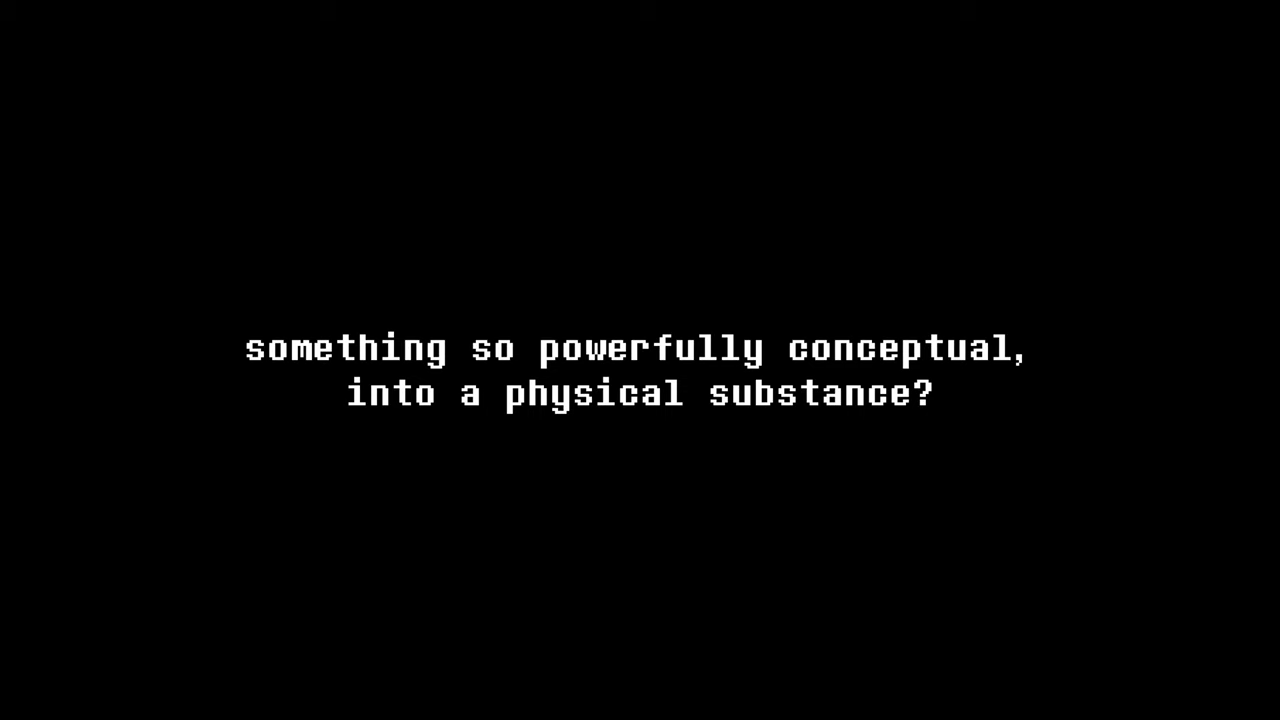 something so powerfully conceptual,
into a physical substance?